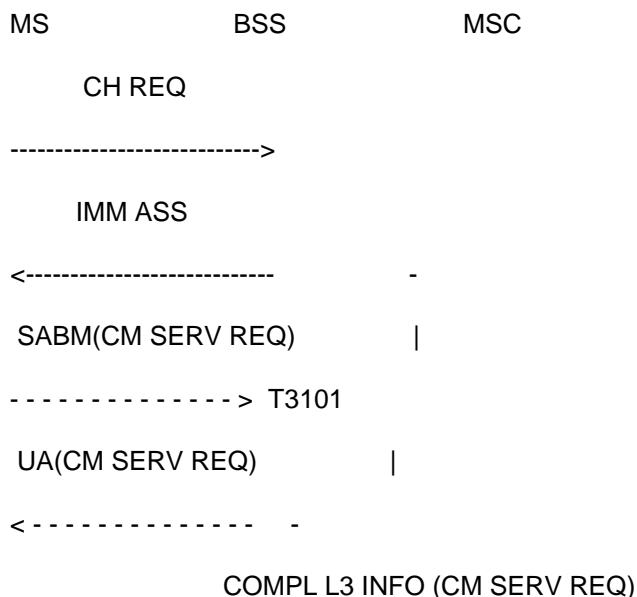 MS BSS MSC
CH REQ
---------------------------->
IMM ASS
<---------------------------- -
SABM(CM SERV REQ) |
- - - - - - - - - - - - - - > T3101
UA(CM SERV REQ) |
< - - - - - - - - - - - - - - -
COMPL L3 INFO (CM SERV REQ)